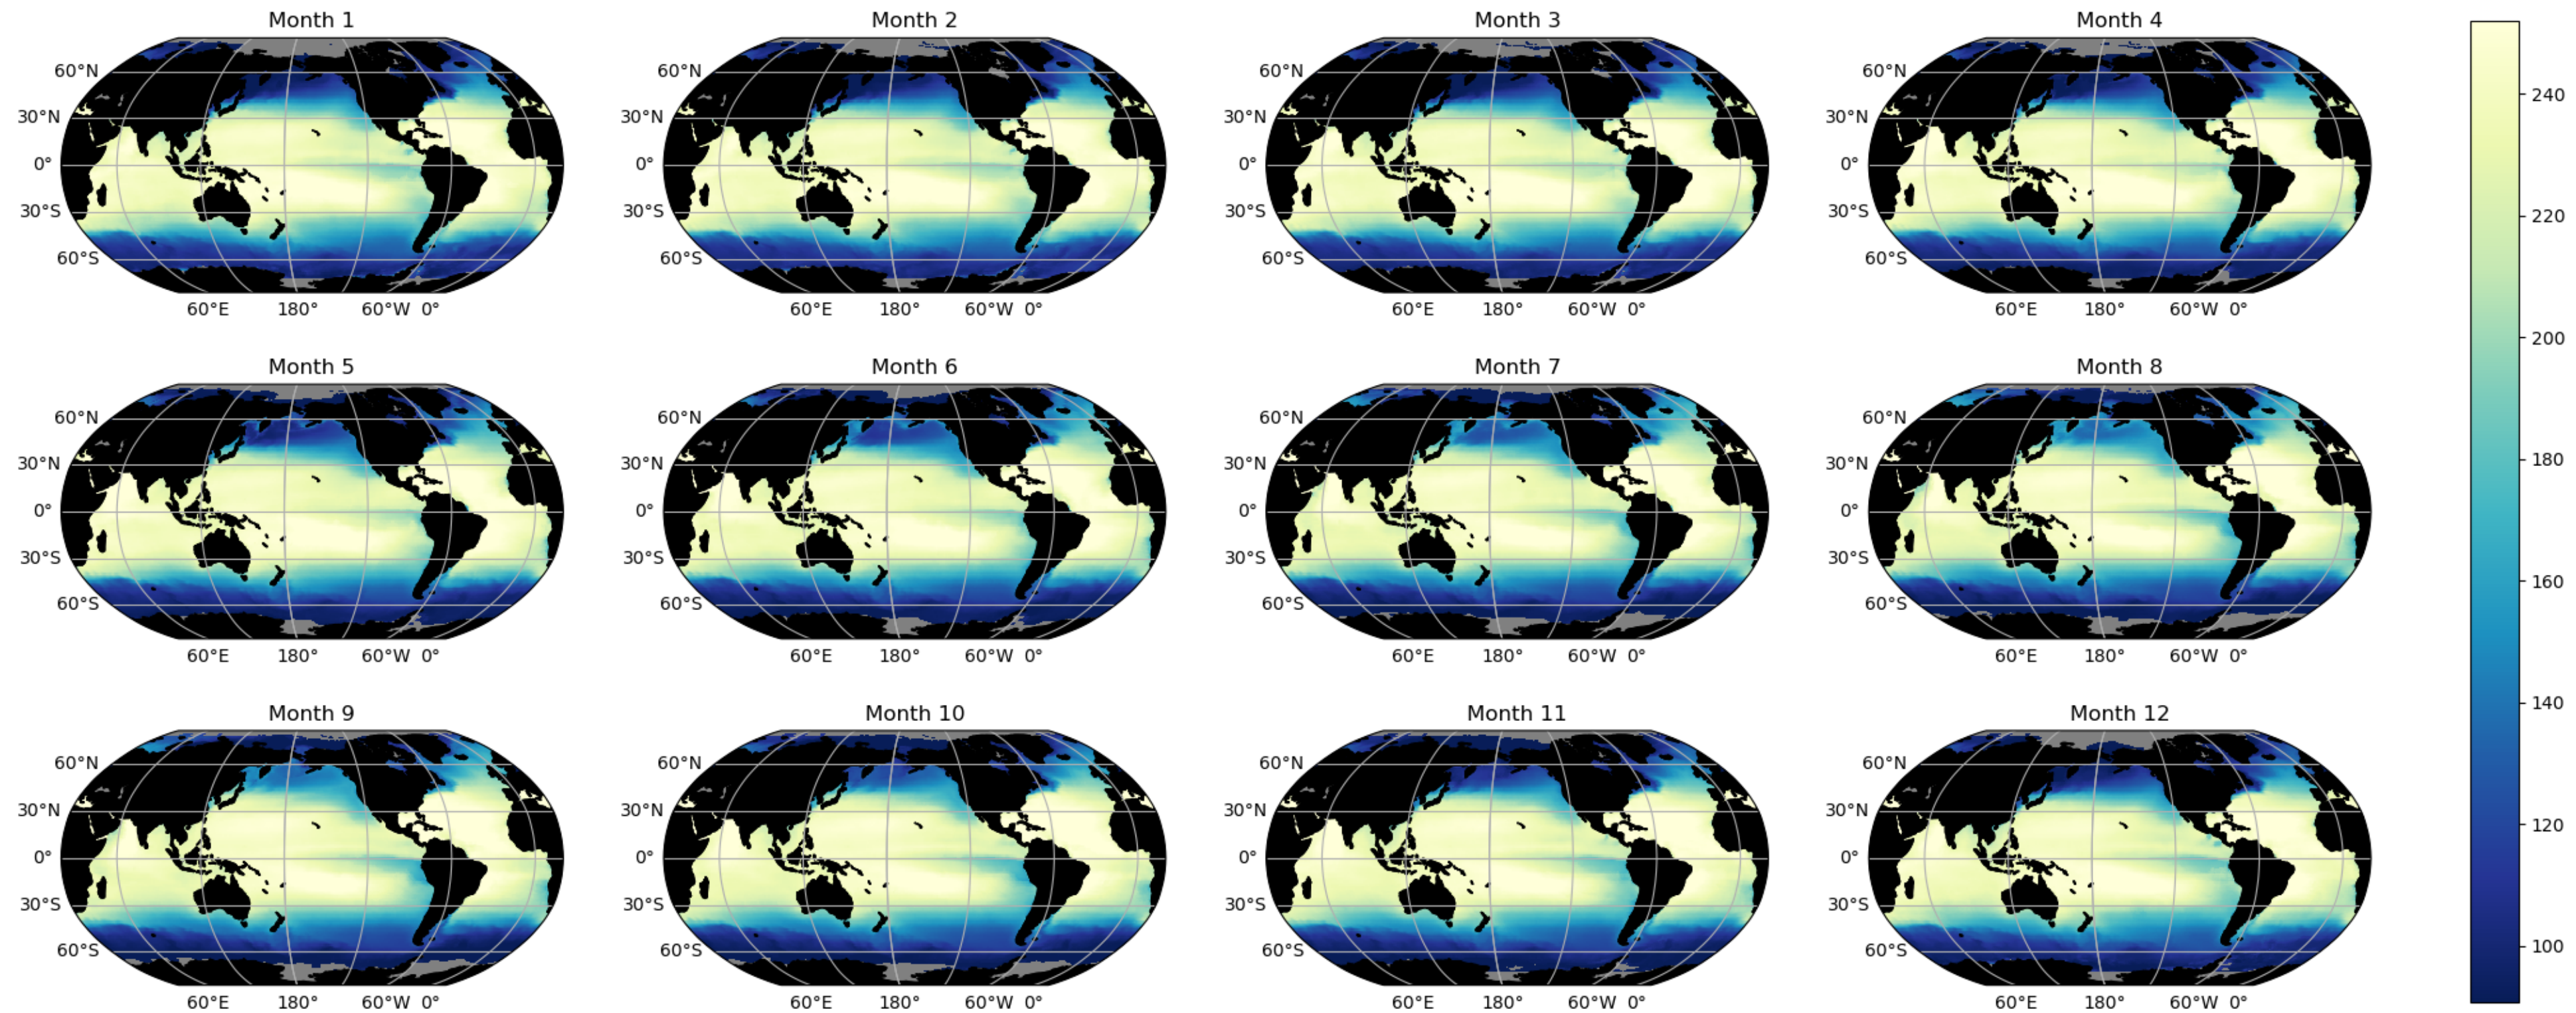 Month 1 Month 2 Month 3 Month 4
60°N 60°N 60°N 60°N 240
30°N 30°N 30°N 30°N
0° 0° 0° 0°
30°S 30°S 30°S 30°S 220
60°S 60°S 60°S 60°S
60°E 180° 60°W 0° 60°E 180° 60°W 0° 60°E 180° 60°W 0° 60°E 180° 60°W 0°
200
Month 5 Month 6 Month 7 Month 8
60°N 60°N 60°N 60°N
30°N 30°N 30°N 30°N 180
0° 0° 0° 0°
30°S 30°S 30°S 30°S
160
60°S 60°S 60°S 60°S
60°E 180° 60°W 0° 60°E 180° 60°W 0° 60°E 180° 60°W 0° 60°E 180° 60°W 0°
140
Month 9 Month 10 Month 11 Month 12
60°N 60°N 60°N 60°N
30°N 30°N 30°N 30°N 120
0° 0° 0° 0°
30°S 30°S 30°S 30°S
60°S 60°S 60°S 60°S 100
60°E 180° 60°W 0° 60°E 180° 60°W 0° 60°E 180° 60°W 0° 60°E 180° 60°W 0°